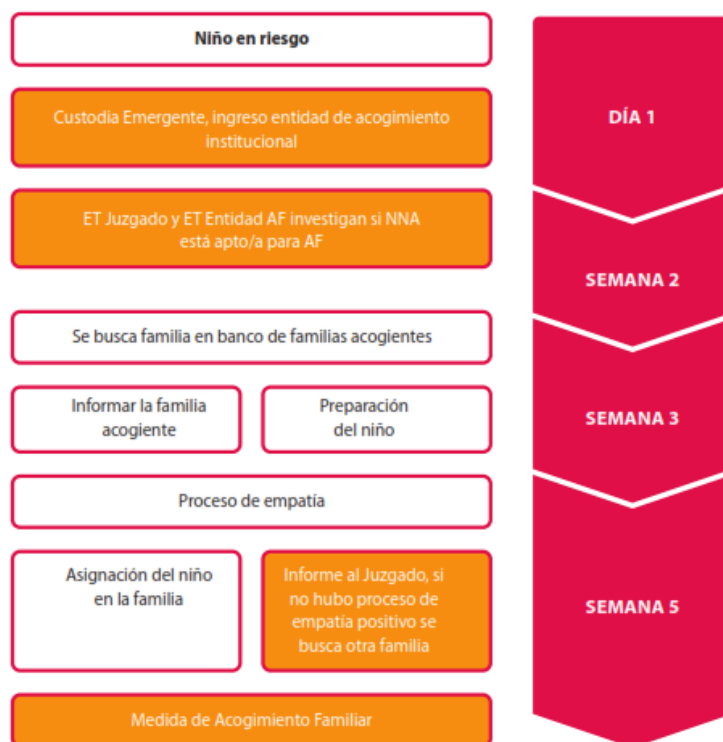 Niño en riesgo
Custodia Emergente, ingreso entidad de acogimiento
institucional
DÍA 1
ET Juzgado y ET Entidad AF investigan si NNA
está apto/a para AF
SEMANA 2
Se busca familia en banco de familias acogientes
Informar la familia
acogiente
Preparación
del niño
SEMANA 3
Proceso de empatía
Asignación del niño
en la familia
Informe al Juzgado, si
no hubo proceso de
empatía positivo se
busca otra familia
SEMANA 5
Medida de Acogimiento Familiar